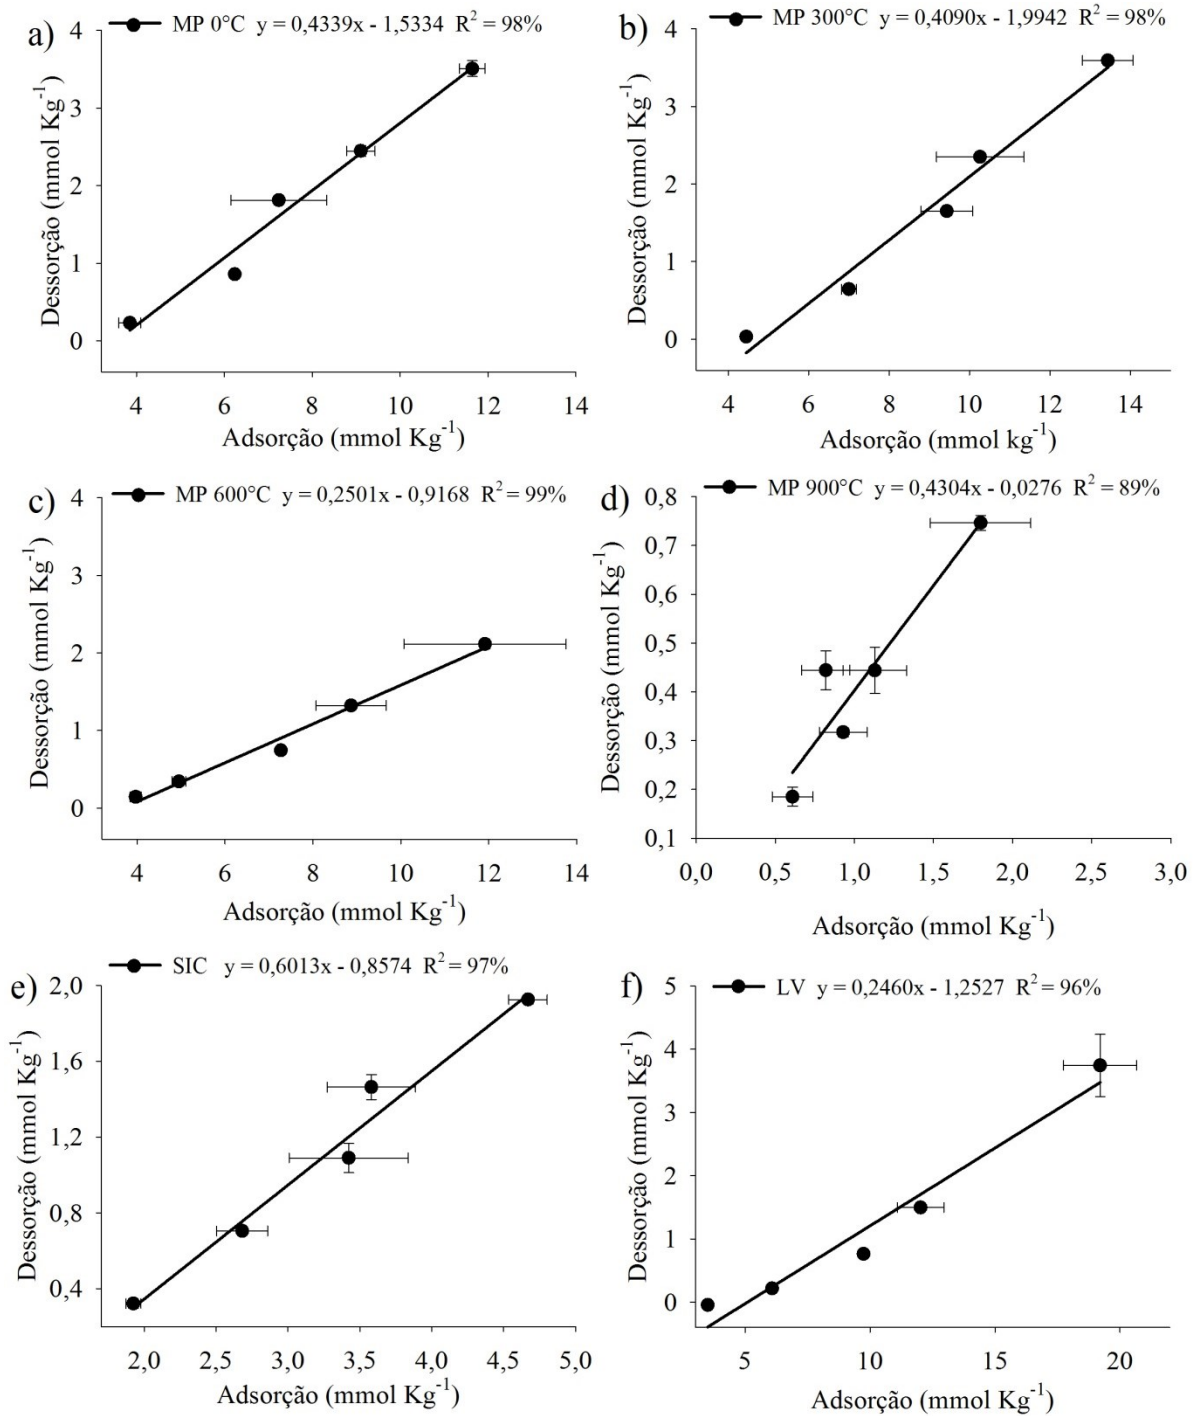 a)
MP 0°C y = 0,4339x - 1,5334 R² = 98%
Dessorção (mmol Kg⁻¹)
4
3
2
1
0
4 6 8 10 12 14
Adsorção (mmol Kg⁻¹)
b)
MP 300°C y = 0,4090x - 1,9942 R² = 98%
Dessorção (mmol Kg⁻¹)
4
3
2
1
0
4 6 8 10 12 14
Adsorção (mmol kg⁻¹)
c)
MP 600°C y = 0,2501x - 0,9168 R² = 99%
Dessorção (mmol Kg⁻¹)
4
3
2
1
0
4 6 8 10 12 14
Adsorção (mmol Kg⁻¹)
d)
MP 900°C y = 0,4304x - 0,0276 R² = 89%
Dessorção (mmol Kg⁻¹)
0,8
0,7
0,6
0,5
0,4
0,3
0,2
0,1
0,0 0,5 1,0 1,5 2,0 2,5 3,0
Adsorção (mmol Kg⁻¹)
e)
SIC y = 0,6013x - 0,8574 R² = 97%
Dessorção (mmol Kg⁻¹)
2,0
1,6
1,2
0,8
0,4
2,0 2,5 3,0 3,5 4,0 4,5 5,0
Adsorção (mmol Kg⁻¹)
f)
LV y = 0,2460x - 1,2527 R² = 96%
Dessorção (mmol Kg⁻¹)
5
4
3
2
1
0
5 10 15 20
Adsorção (mmol Kg⁻¹)